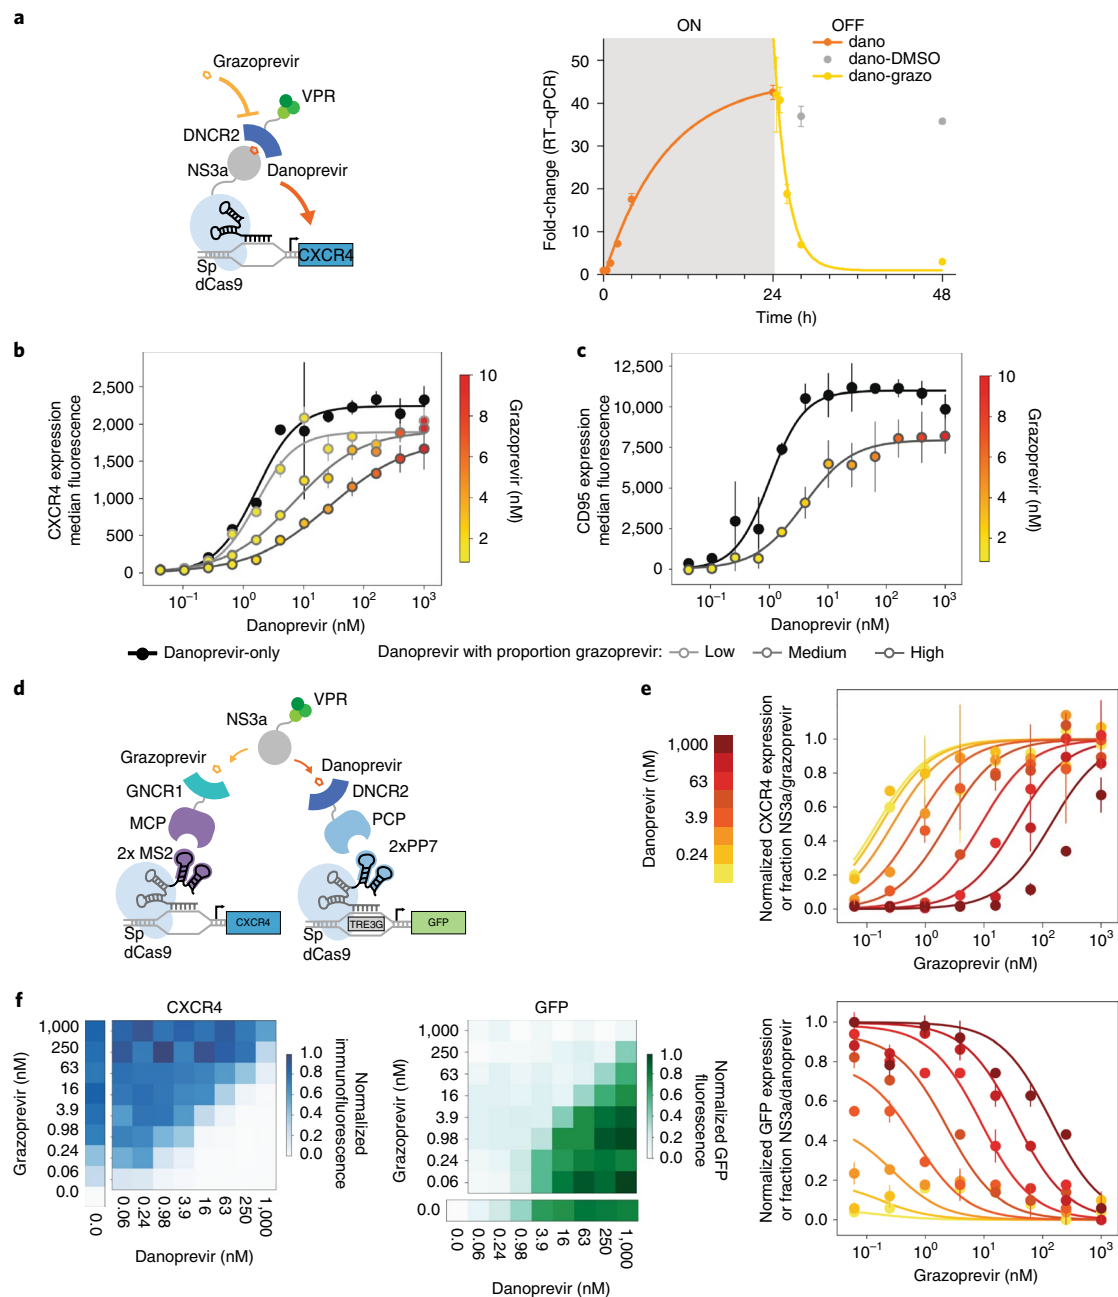 a
Grazoprevir
VPR
DNCR2
NS3a
Danoprevir
CXCR4
Sp
dCas9
ON
OFF
dano
dano-DMSO
dano-grazo
Fold-change (RT–qPCR)
50
40
30
20
10
0
0
24
48
Time (h)
b
CXCR4 expression
median fluorescence
2,500
2,000
1,500
1,000
500
0
10⁻¹
10⁰
10¹
10²
10³
Danoprevir (nM)
10
8
6
4
2
Grazoprevir (nM)
c
CD95 expression
median fluorescence
12,500
10,000
7,500
5,000
2,500
0
10⁻¹
10⁰
10¹
10²
10³
Danoprevir (nM)
10
8
6
4
2
Grazoprevir (nM)
Danoprevir-only
Danoprevir with proportion grazoprevir:
Low
Medium
High
d
VPR
NS3a
Grazoprevir
Danoprevir
GNCR1
DNCR2
MCP
PCP
2x MS2
2xPP7
CXCR4
TRE3G
GFP
Sp
dCas9
Sp
dCas9
e
Danoprevir (nM)
1,000
63
3.9
0.24
Normalized CXCR4 expression
or fraction NS3a/grazoprevir
1.0
0.8
0.6
0.4
0.2
0.0
10⁻¹
10⁰
10¹
10²
10³
Grazoprevir (nM)
Normalized GFP expression
or fraction NS3a/danoprevir
1.0
0.8
0.6
0.4
0.2
0.0
10⁻¹
10⁰
10¹
10²
10³
Grazoprevir (nM)
f
CXCR4
Grazoprevir (nM)
1,000
250
63
16
3.9
0.98
0.24
0.06
0.0
0.0
0.06
0.24
0.98
3.9
16
63
250
1,000
Danoprevir (nM)
1.0
0.8
0.6
0.4
0.2
0.0
Normalized
immunofluorescence
GFP
Grazoprevir (nM)
1,000
250
63
16
3.9
0.98
0.24
0.06
0.0
0.0
0.06
0.24
0.98
3.9
16
63
250
1,000
Danoprevir (nM)
1.0
0.8
0.6
0.4
0.2
0.0
Normalized GFP
fluorescence